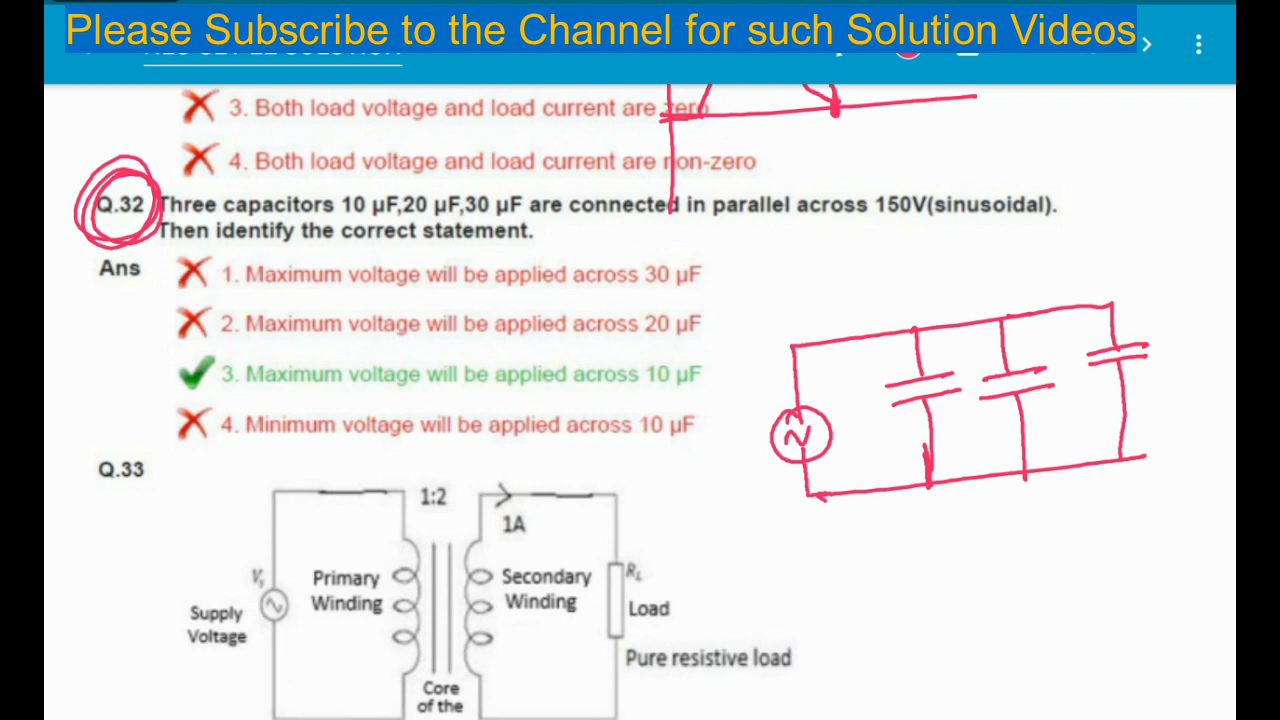 Please Subscribe to the Channel for such Solution Videos
3. Both load voltage and load current are zero
4. Both load voltage and load current are non-zero
Q.32 Three capacitors 10 µF,20 µF,30 µF are connected in parallel across 150V(sinusoidal).
Then identify the correct statement.
Ans 1. Maximum voltage will be applied across 30 µF
2. Maximum voltage will be applied across 20 µF
3. Maximum voltage will be applied across 10 µF
4. Minimum voltage will be applied across 10 µF
Q.33
1:2
1A
Vs
Primary
Winding
Secondary
Winding
RL
Supply
Voltage
Load
Pure resistive load
Core
of the